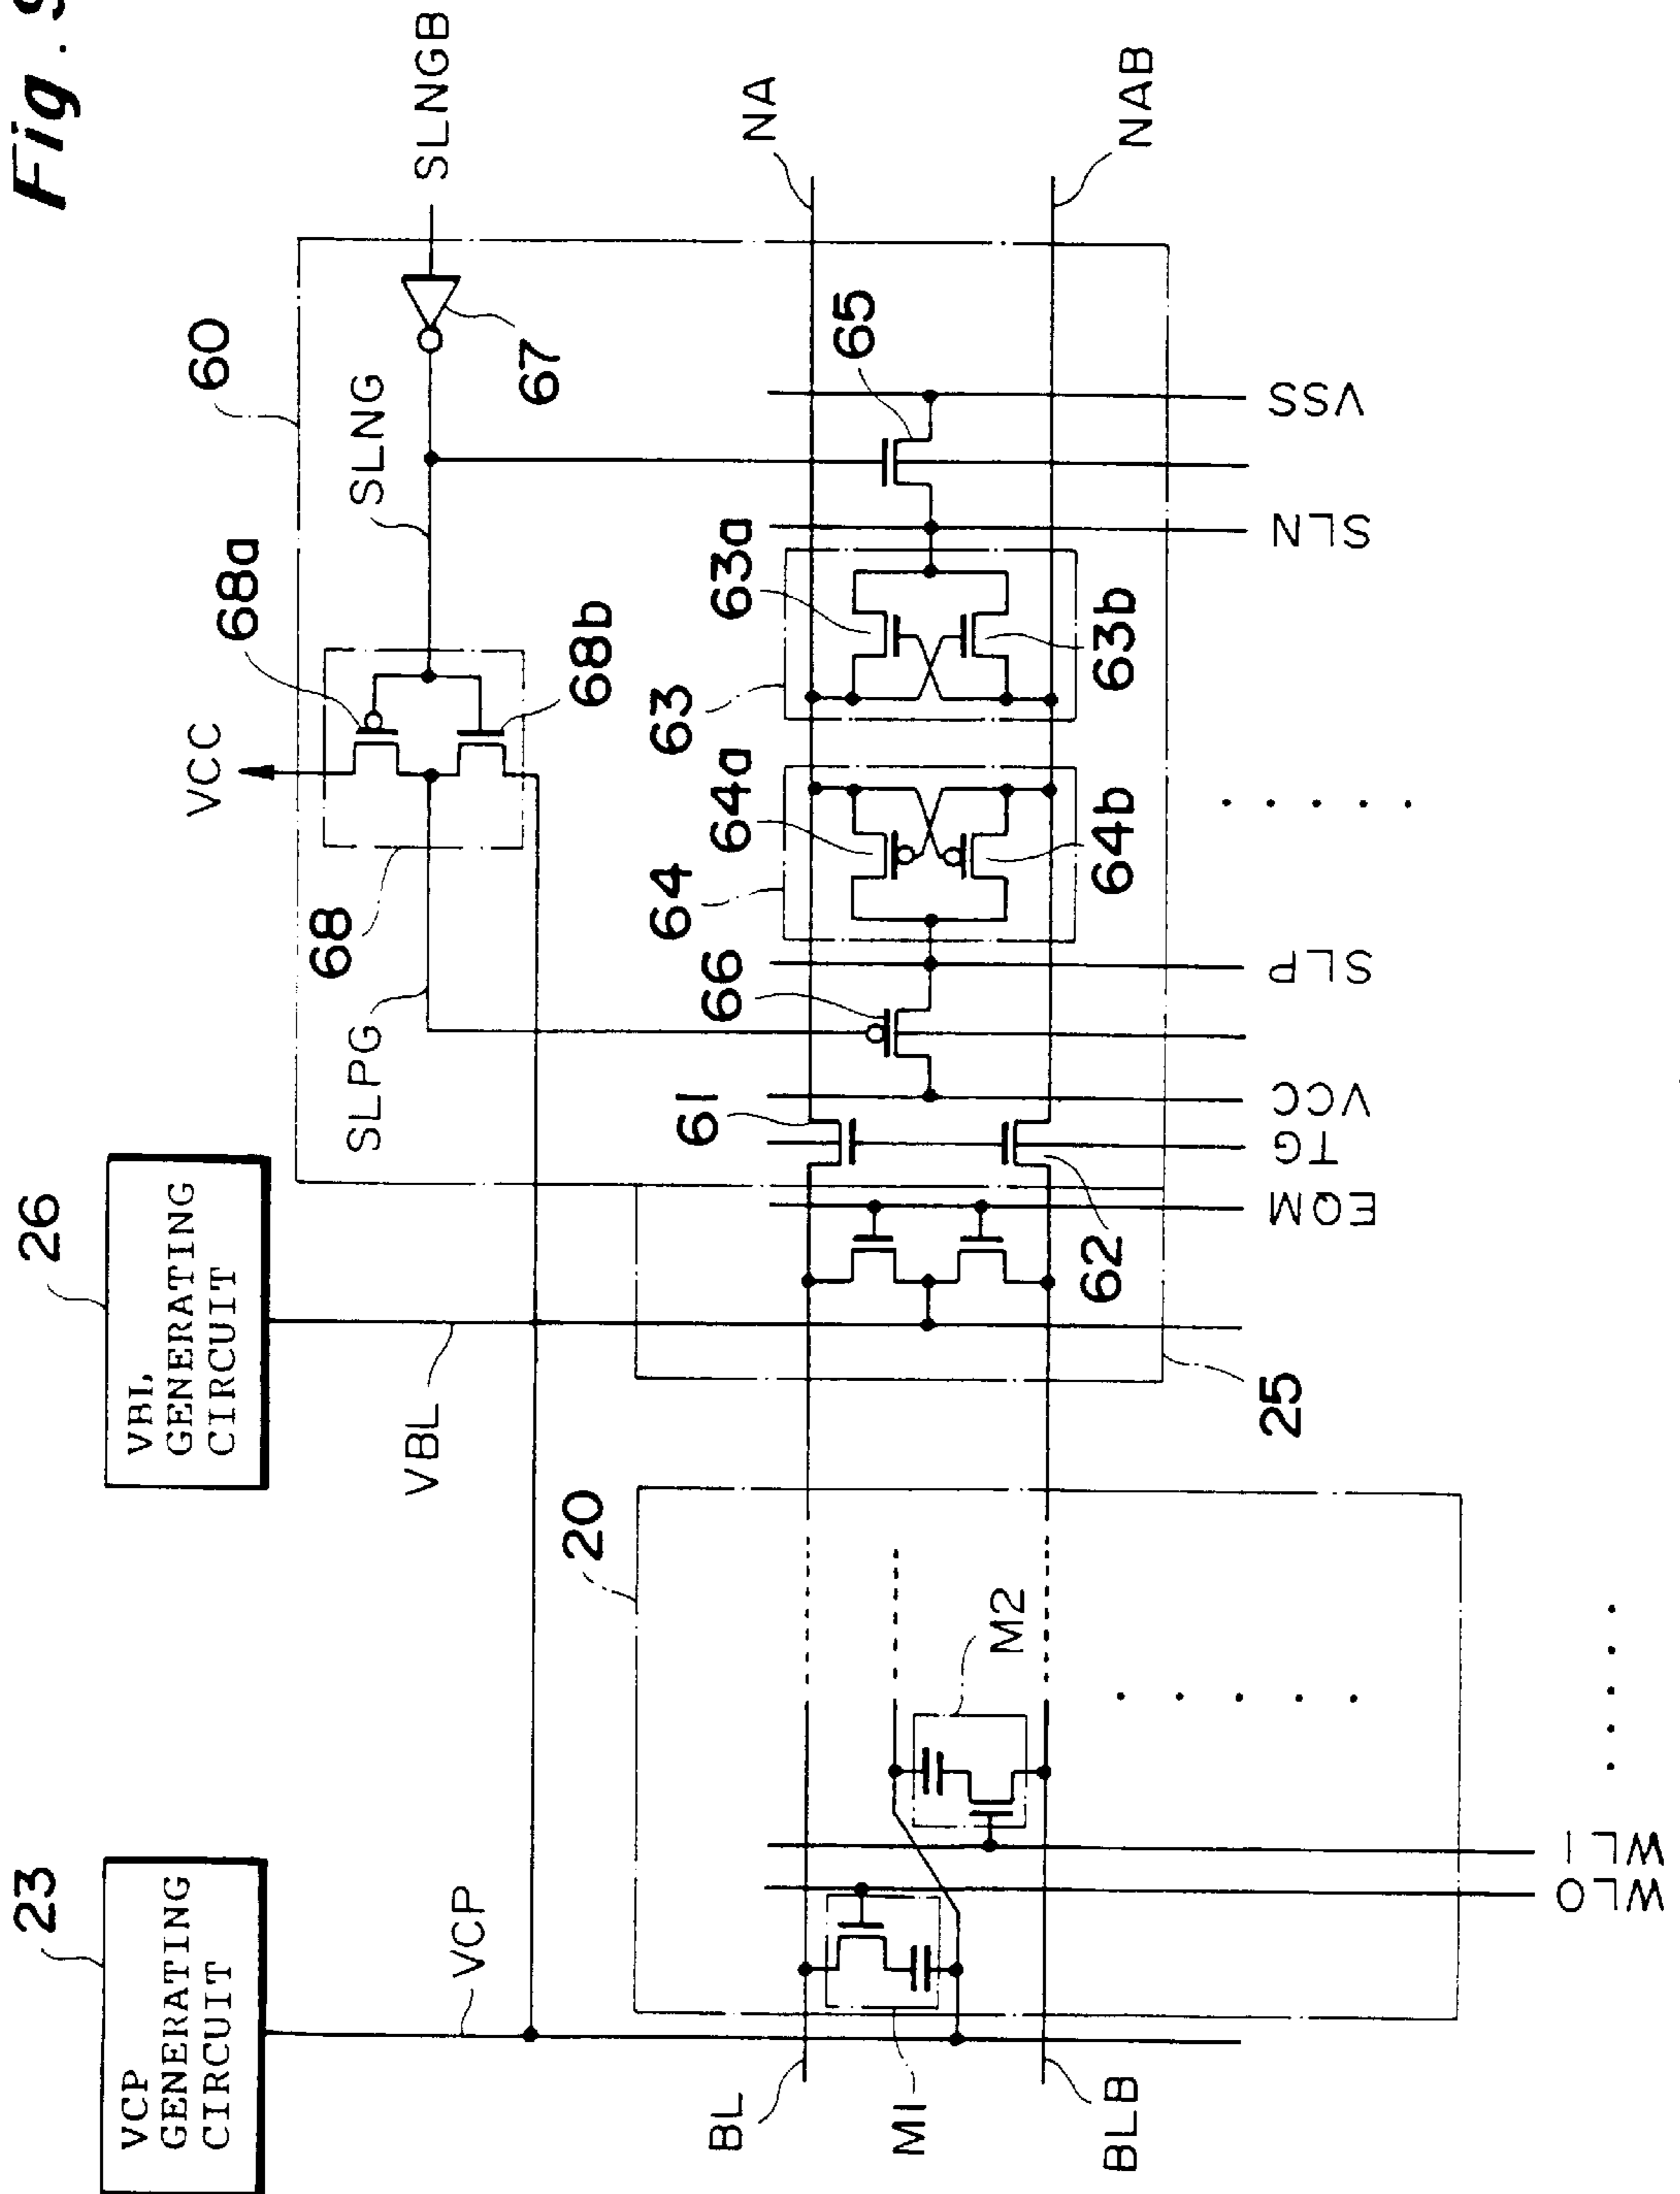 Fig. 9
23
VCP
GENERATING
CIRCUIT
26
VBL
GENERATING
CIRCUIT
VCP
VBL
60
VCC
68a
68b
68
SLPG
SLNG
67
SLNGB
20
BL
BLB
M1
M2
WL0
WL1
25
61
62
66
64
64a
64b
63
63a
63b
65
NA
NAB
EQM
TG
VCC
SLP
SLN
VSS